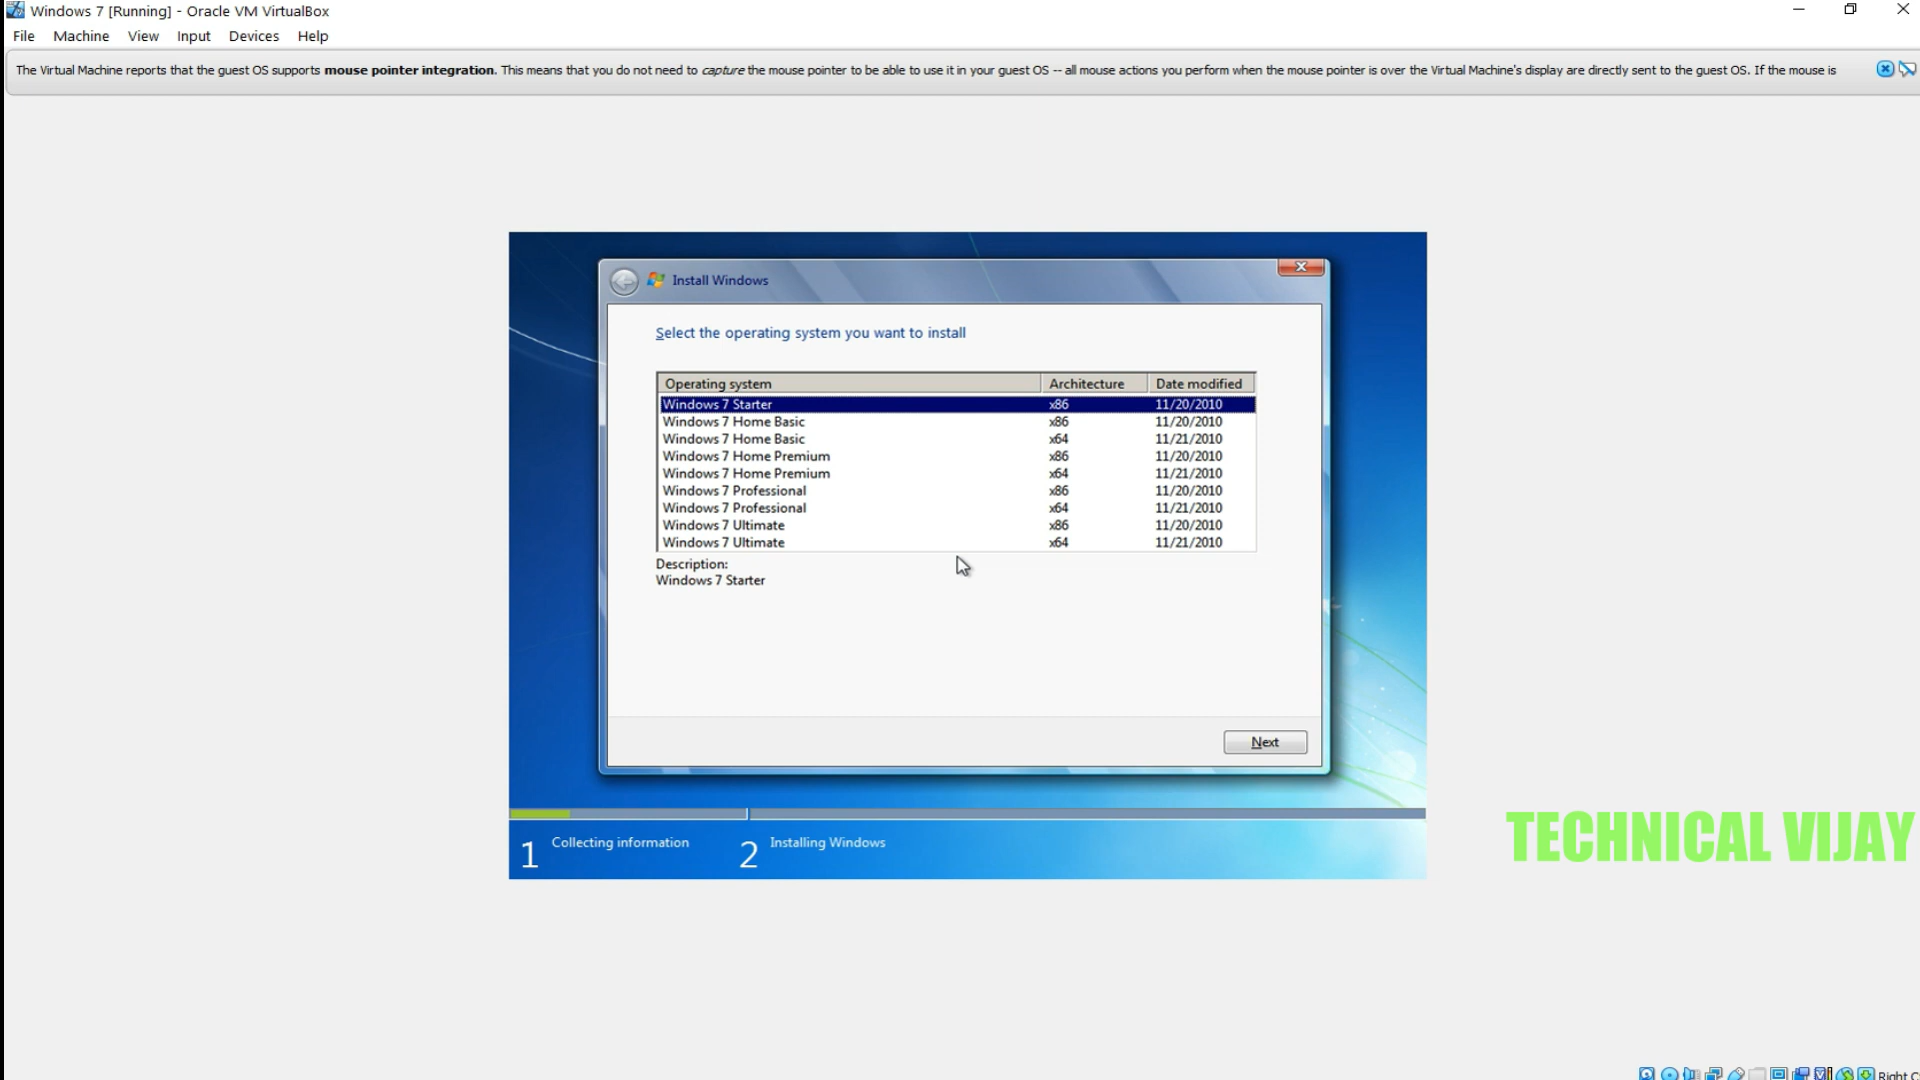 Windows 7 [Running] - Oracle VM VirtualBox
File Machine View Input Devices Help
The Virtual Machine reports that the guest OS supports mouse pointer integration. This means that you do not need to capture the mouse pointer to be able to use it in your guest OS -- all mouse actions you perform when the mouse pointer is over the Virtual Machine's display are directly sent to the guest OS. If the mouse is
Install Windows
Select the operating system you want to install
Operating system Architecture Date modified
Windows 7 Starter x86 11/20/2010
Windows 7 Home Basic x86 11/20/2010
Windows 7 Home Basic x64 11/21/2010
Windows 7 Home Premium x86 11/20/2010
Windows 7 Home Premium x64 11/21/2010
Windows 7 Professional x86 11/20/2010
Windows 7 Professional x64 11/21/2010
Windows 7 Ultimate x86 11/20/2010
Windows 7 Ultimate x64 11/21/2010
Description:
Windows 7 Starter
Next
1 Collecting information 2 Installing Windows
TECHNICAL VIJAY
Right C